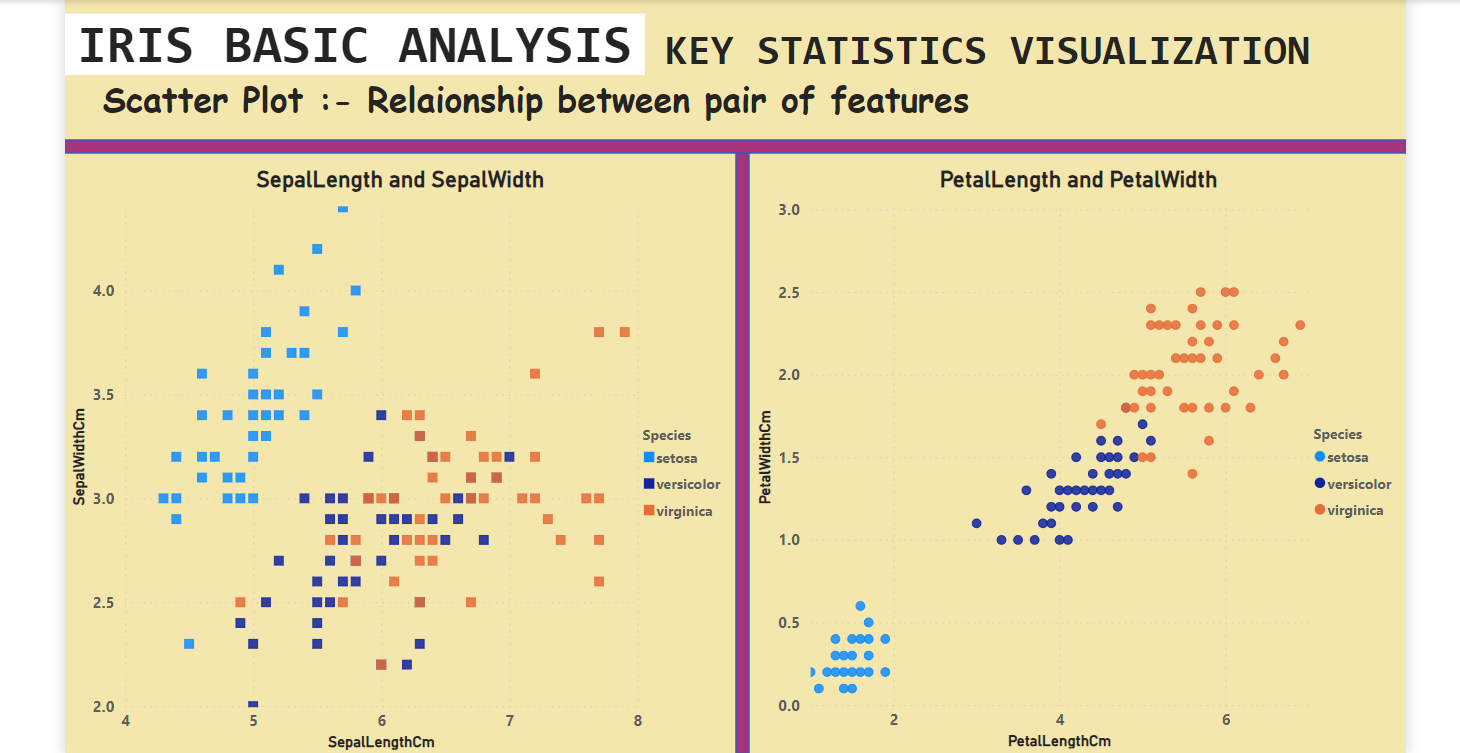 IRIS BASIC ANALYSIS KEY STATISTICS VISUALIZATION
Scatter Plot :- Relaionship between pair of features
SepalLength and SepalWidth
4.0
3.5
3.0
2.5
2.0
SepalWidthCm
4 5 6 7 8
SepalLengthCm
Species
setosa
versicolor
virginica
PetalLength and PetalWidth
3.0
2.5
2.0
1.5
1.0
0.5
0.0
PetalWidthCm
2 4 6
PetalLengthCm
Species
setosa
versicolor
virginica